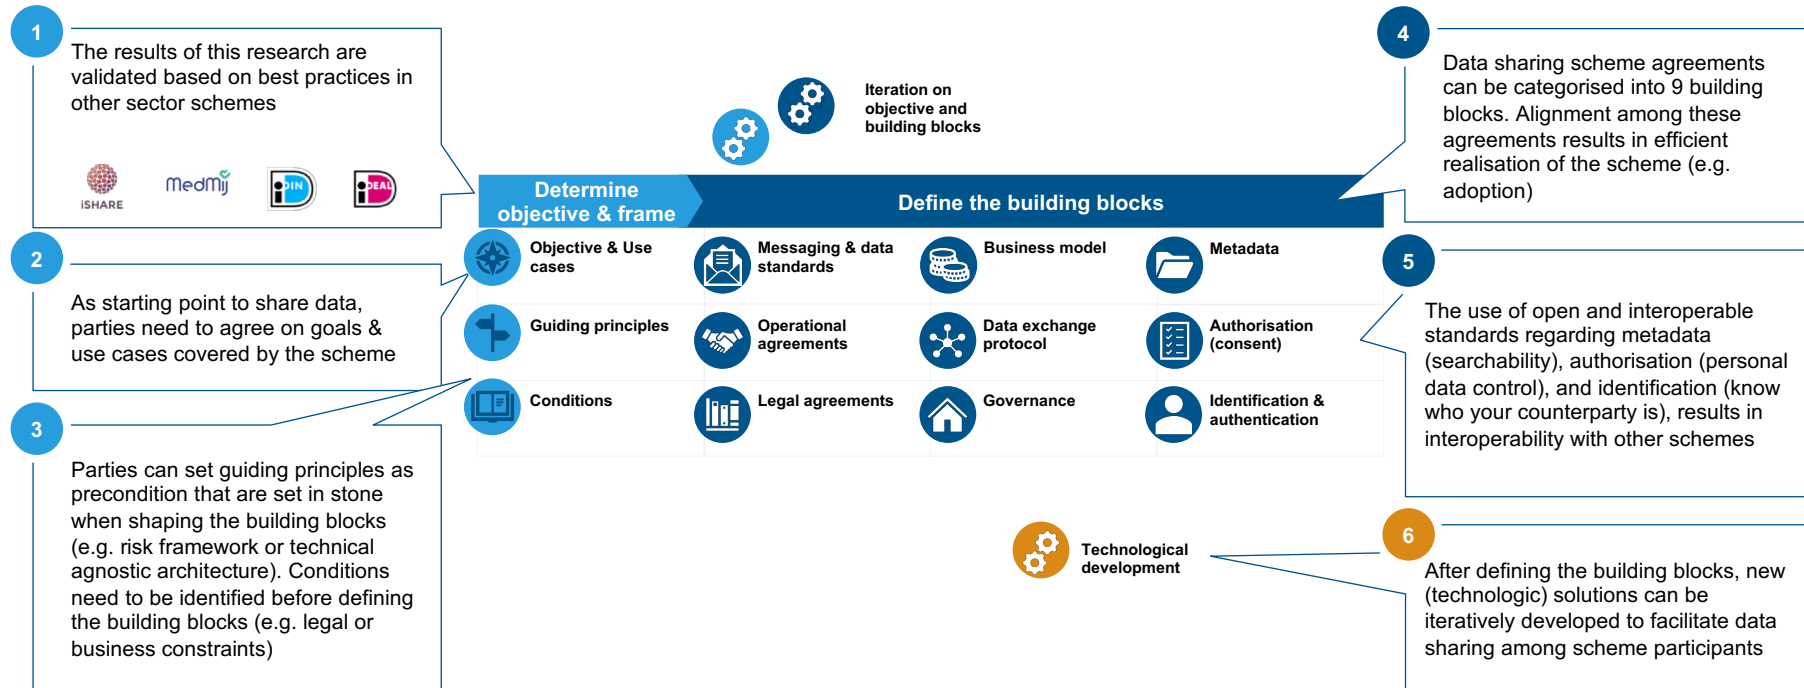 1
The results of this research are
validated based on best practices in
other sector schemes
iSHARE
MedMij
iDIN
iDEAL
2
As starting point to share data,
parties need to agree on goals &
use cases covered by the scheme
3
Parties can set guiding principles as
precondition that are set in stone
when shaping the building blocks
(e.g. risk framework or technical
agnostic architecture). Conditions
need to be identified before defining
the building blocks (e.g. legal or
business constraints)
Iteration on
objective and
building blocks
Determine
objective & frame
Define the building blocks
Objective & Use
cases
Messaging & data
standards
Business model
Metadata
Guiding principles
Operational
agreements
Data exchange
protocol
Authorisation
(consent)
Conditions
Legal agreements
Governance
Identification &
authentication
Technological
development
4
Data sharing scheme agreements
can be categorised into 9 building
blocks. Alignment among these
agreements results in efficient
realisation of the scheme (e.g.
adoption)
5
The use of open and interoperable
standards regarding metadata
(searchability), authorisation (personal
data control), and identification (know
who your counterparty is), results in
interoperability with other schemes
6
After defining the building blocks, new
(technologic) solutions can be
iteratively developed to facilitate data
sharing among scheme participants